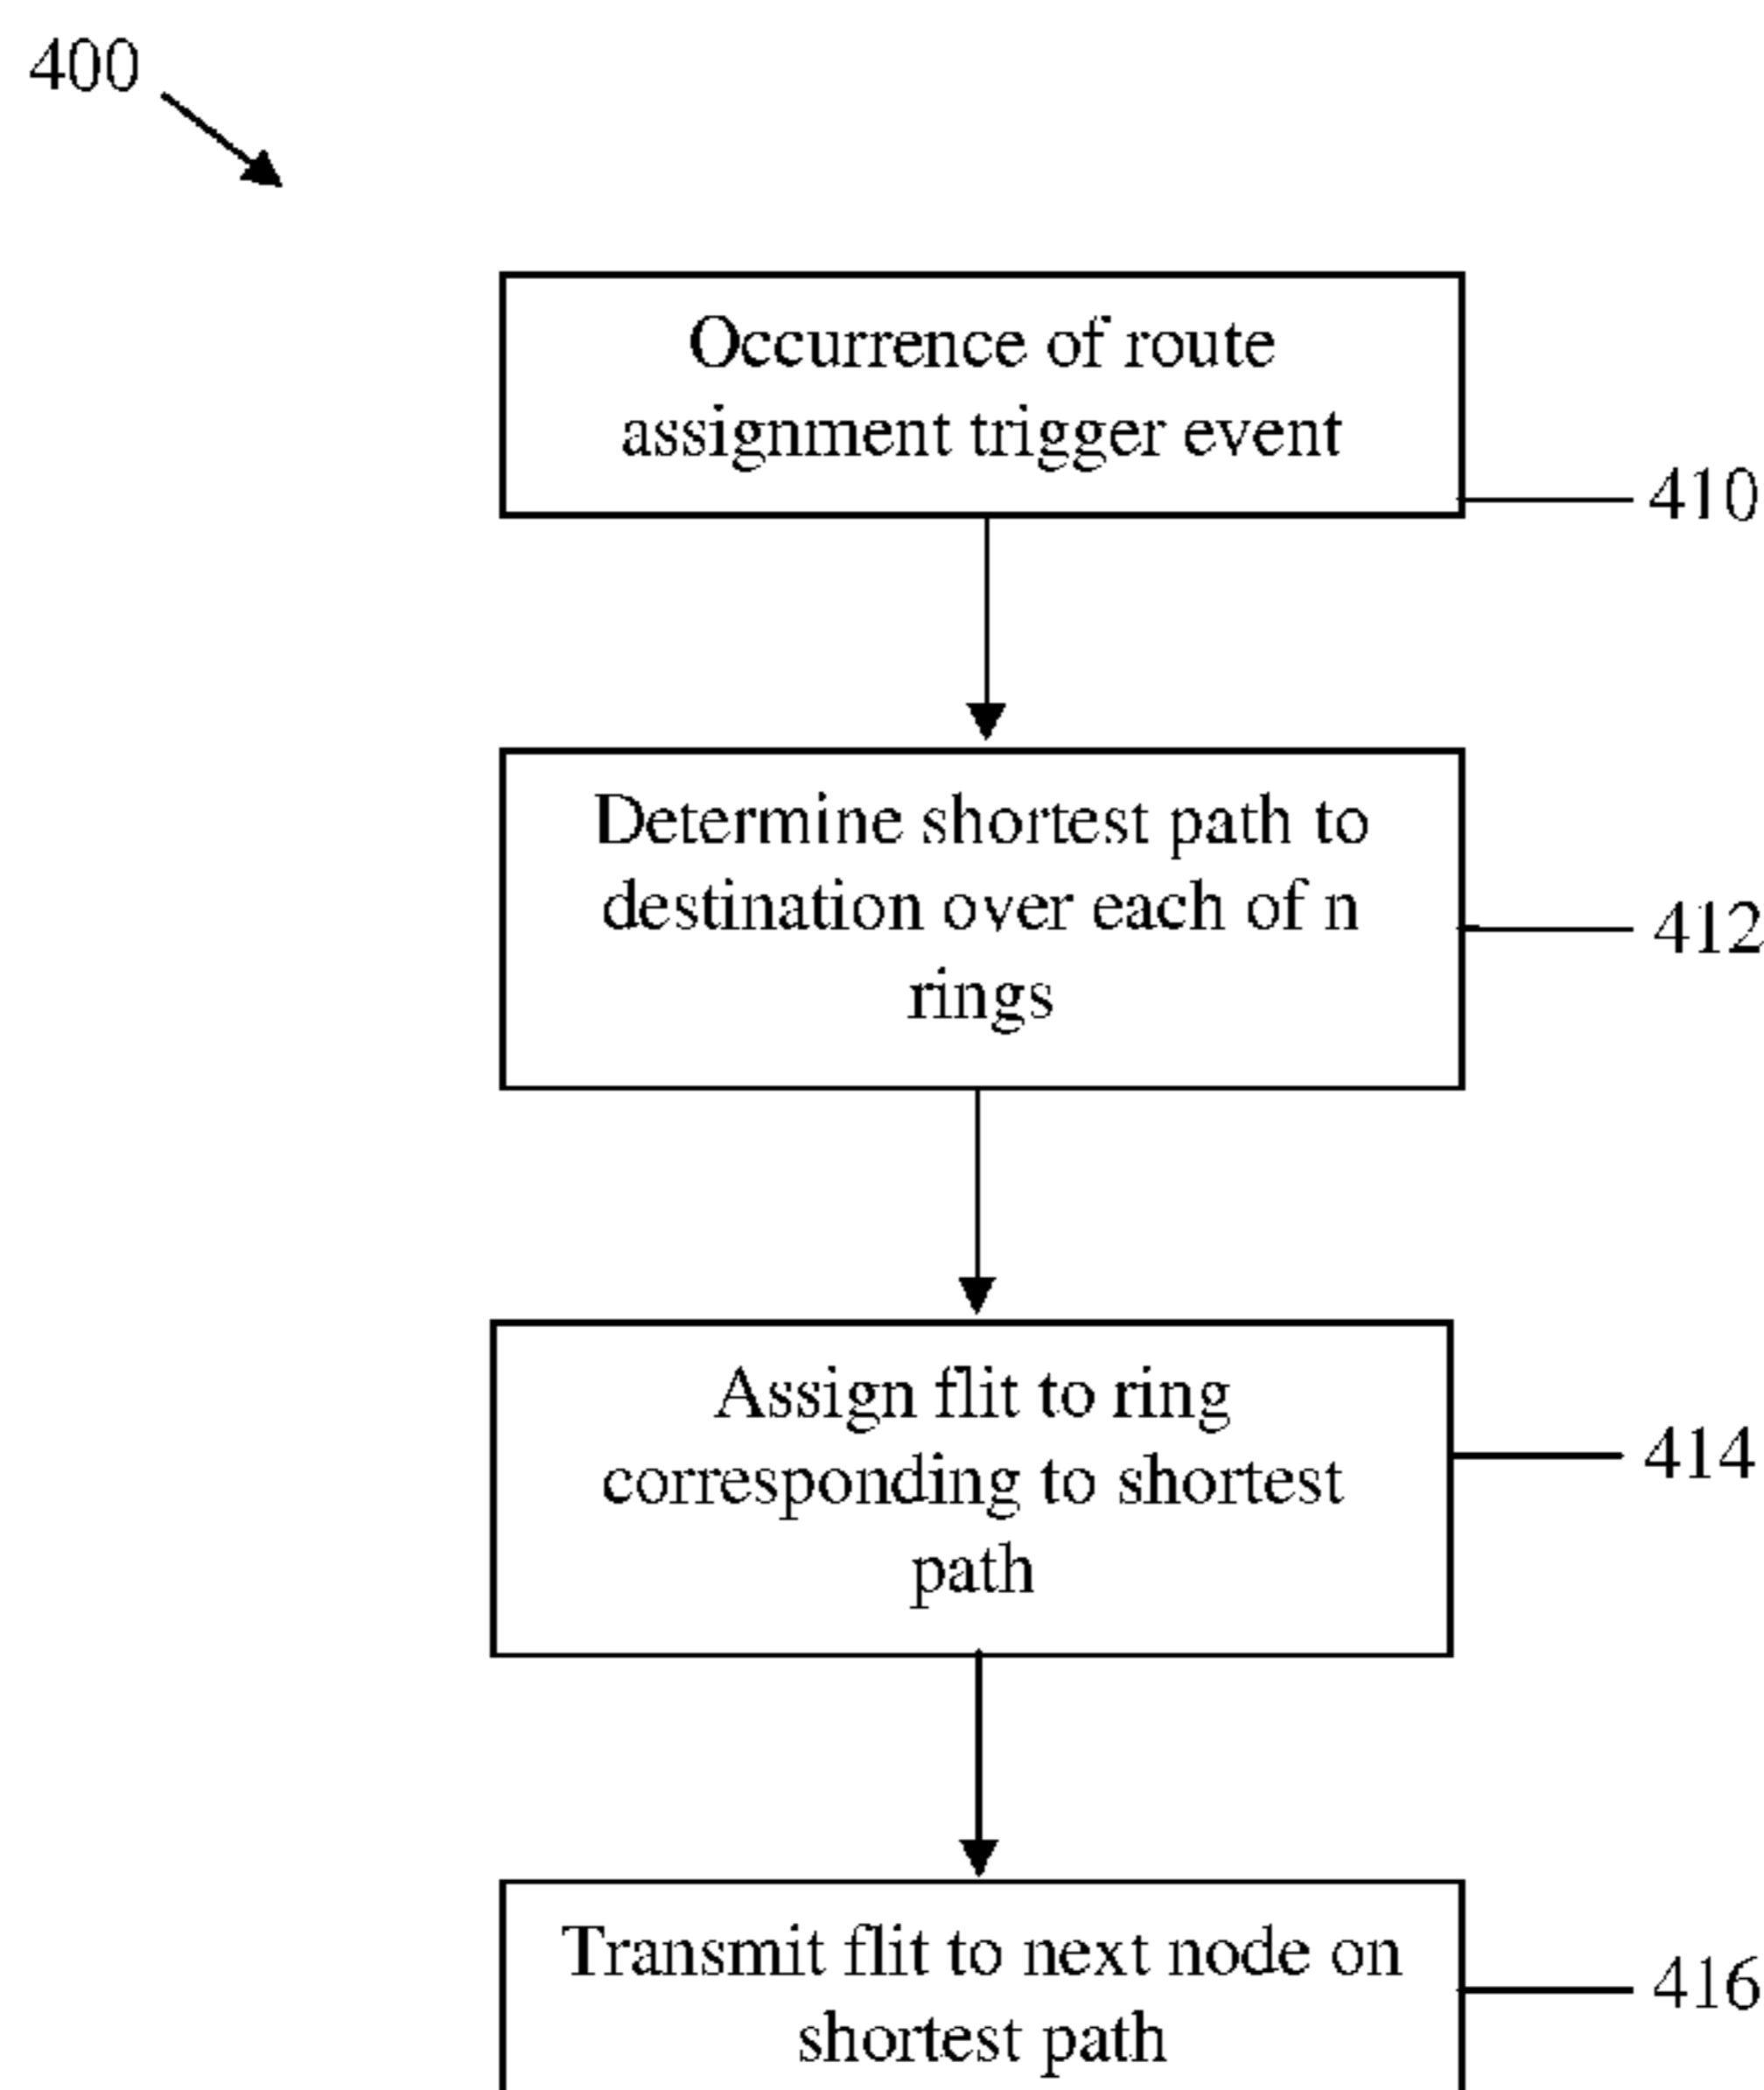 400
Occurrence of route
assignment trigger event
410
Determine shortest path to
destination over each of n
rings
412
Assign flit to ring
corresponding to shortest
path
414
Transmit flit to next node on
shortest path
416